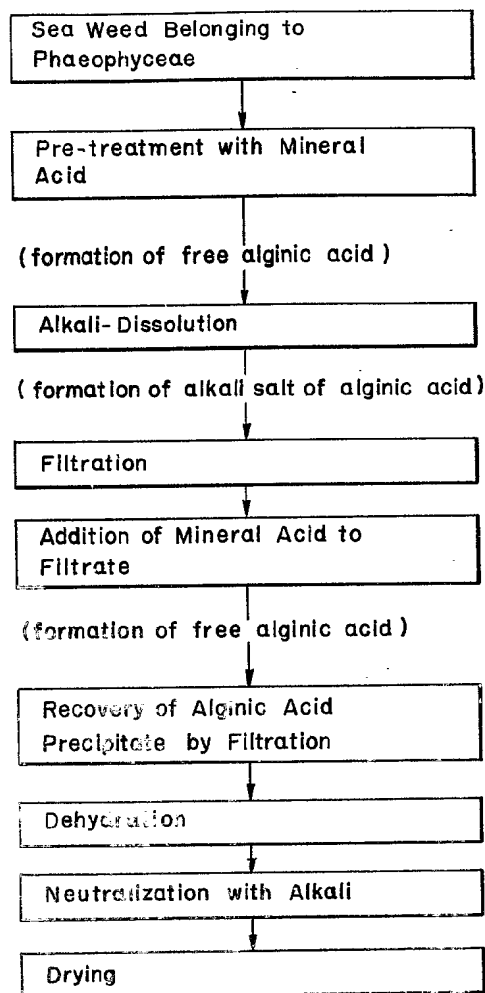 Sea Weed Belonging to
Phaeophyceae
Pre-treatment with Mineral
Acid
(formation of free alginic acid)
Alkali-Dissolution
(formation of alkali salt of alginic acid)
Filtration
Addition of Mineral Acid to
Filtrate
(formation of free alginic acid)
Recovery of Alginic Acid
Precipitate by Filtration
Dehydration
Neutralization with Alkali
Drying